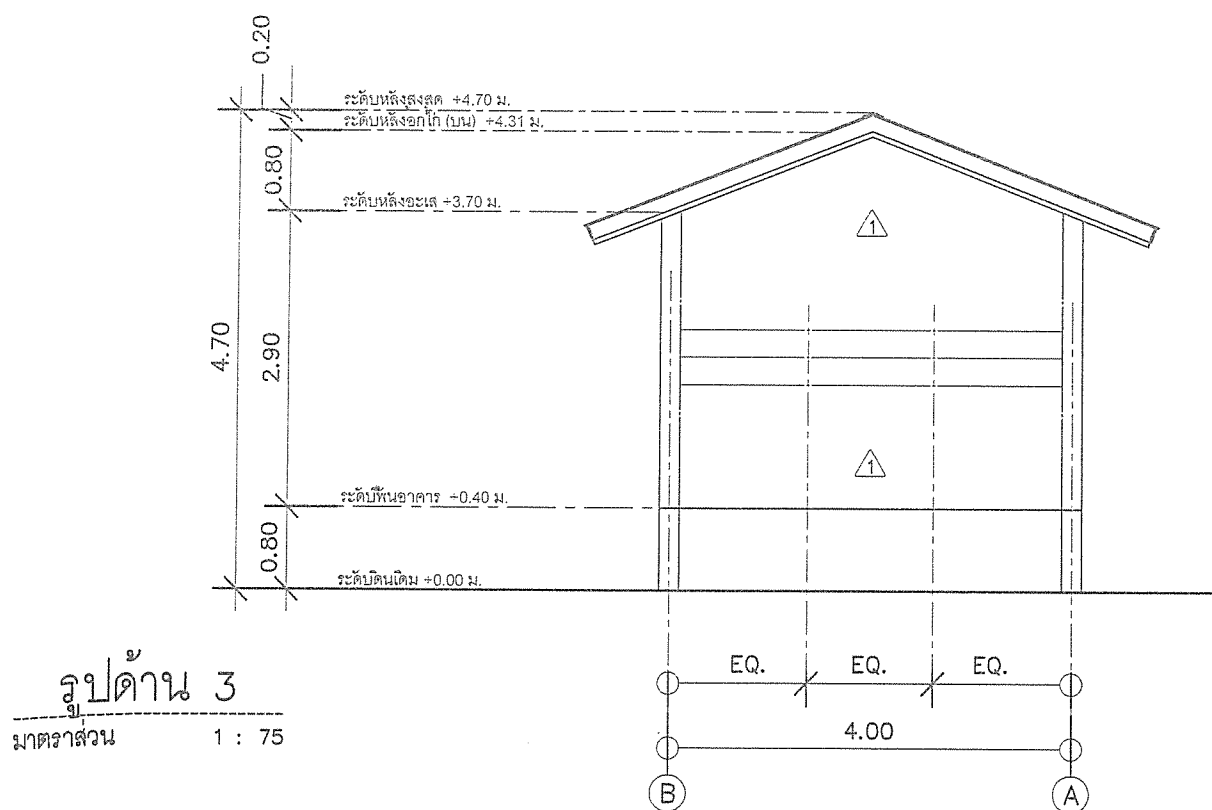 0.20
ระดับหลังสูงสุด +4.70 ม.
ระดับหลังอกไก่ (บน) +4.31 ม.
0.80
ระดับหลังอะเส +3.70 ม.
1
4.70
2.90
1
ระดับพื้นอาคาร +0.40 ม.
0.80
ระดับดินเดิม +0.00 ม.
EQ.
EQ.
EQ.
4.00
B
A
รูปด้าน 3
มาตราส่วน 1 : 75